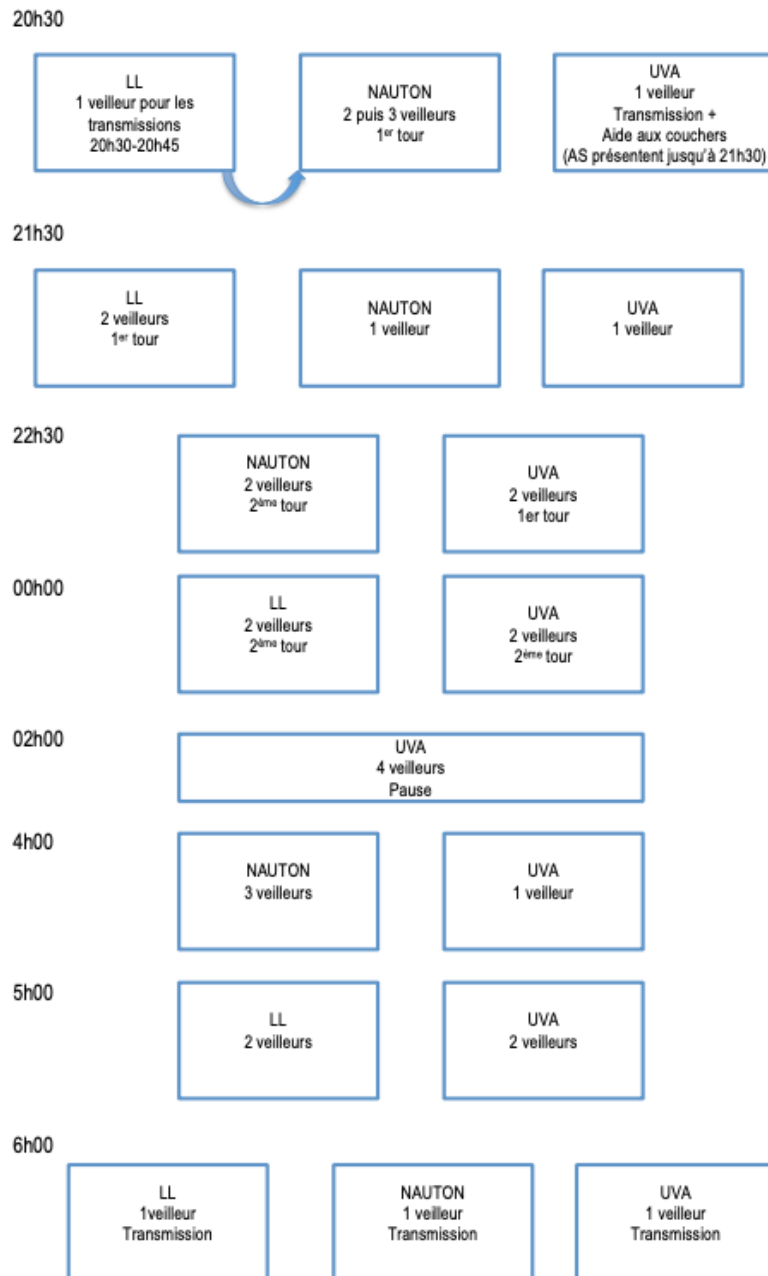 20h30
LL
1 veilleur pour les
transmissions
20h30-20h45
NAUTON
2 puis 3 veilleurs
1er tour
UVA
1 veilleur
Transmission +
Aide aux couchers
(AS présentent jusqu'à 21h30)
21h30
LL
2 veilleurs
1er tour
NAUTON
1 veilleur
UVA
1 veilleur
22h30
NAUTON
2 veilleurs
2ème tour
UVA
2 veilleurs
1er tour
00h00
LL
2 veilleurs
2ème tour
UVA
2 veilleurs
2ème tour
02h00
UVA
4 veilleurs
Pause
4h00
NAUTON
3 veilleurs
UVA
1 veilleur
5h00
LL
2 veilleurs
UVA
2 veilleurs
6h00
LL
1veilleur
Transmission
NAUTON
1 veilleur
Transmission
UVA
1 veilleur
Transmission